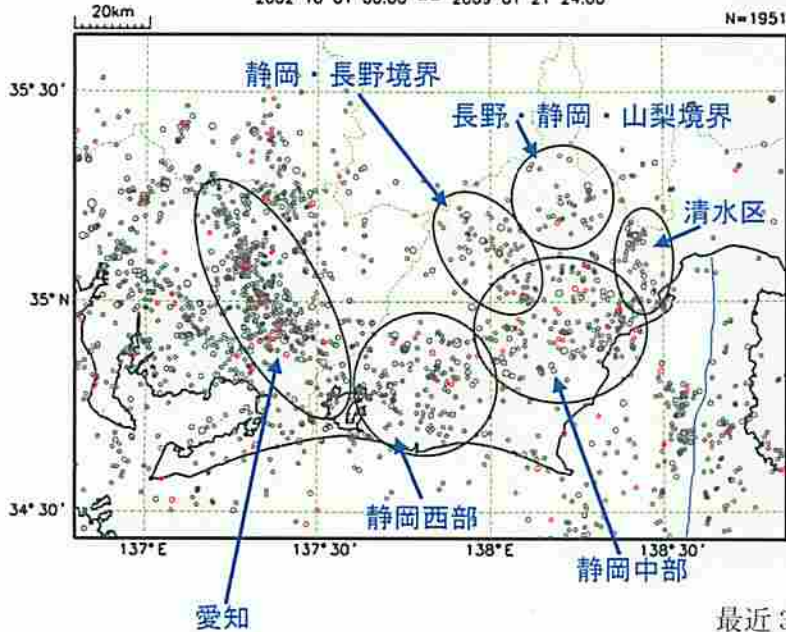 20km
N=1951
35°30'
35°N
34°30'
137°E
137°30'
138°E
138°30'
静岡・長野境界
長野・静岡・山梨境界
清水区
静岡西部
静岡中部
愛知
最近3